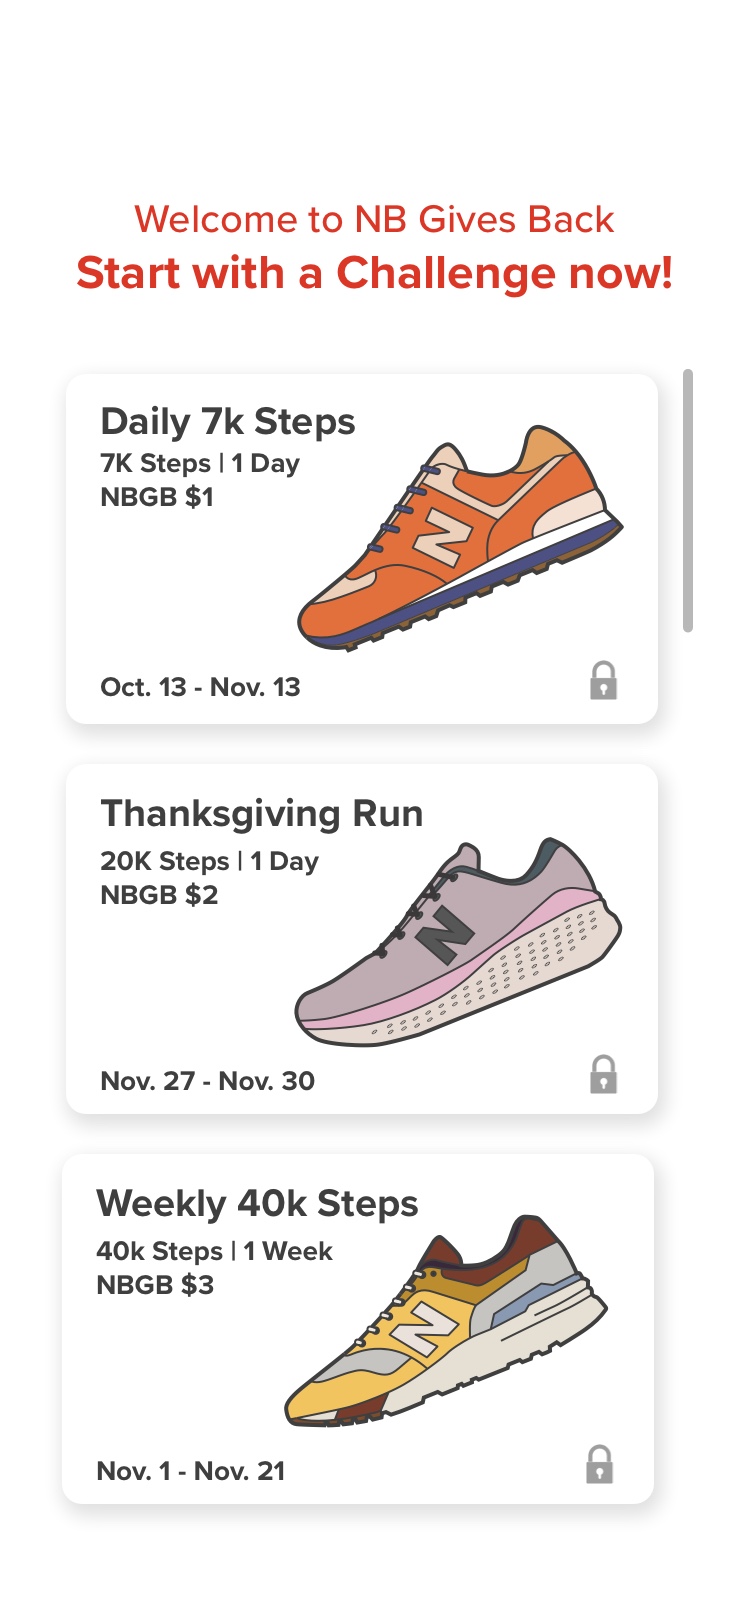 Welcome to NB Gives Back
Start with a Challenge now!
Daily 7k Steps
7K Steps | 1 Day
NBGB $1
N
Oct. 13 - Nov. 13
Thanksgiving Run
20K Steps | 1 Day
NBGB $2
N
Nov. 27 - Nov. 30
Weekly 40k Steps
40k Steps | 1 Week
NBGB $3
N
Nov. 1 - Nov. 21